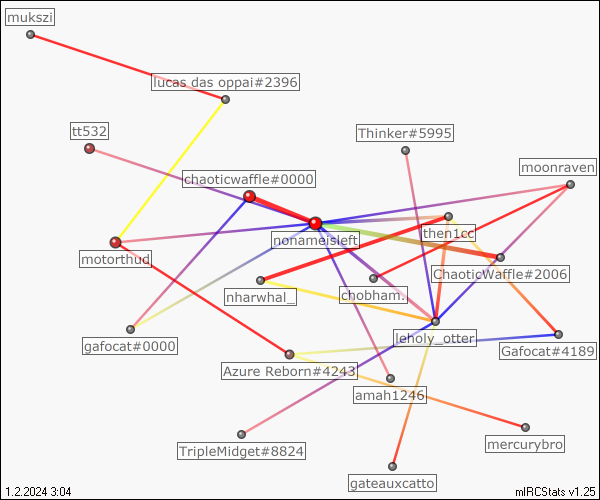 mukszi
lucas das oppai#2396
tt532
Thinker#5995
moonraven
chaoticwaffle#0000
nonameisleft
then1cc
motorthud
ChaoticWaffle#2006
nharwhal_
chobham.
gafocat#0000
leholy_otter
Gafocat#4189
Azure Reborn#4243
amah1246
TripleMidget#8824
mercurybro
gateauxcatto
1.2.2024 3:04
mIRCStats v1.25